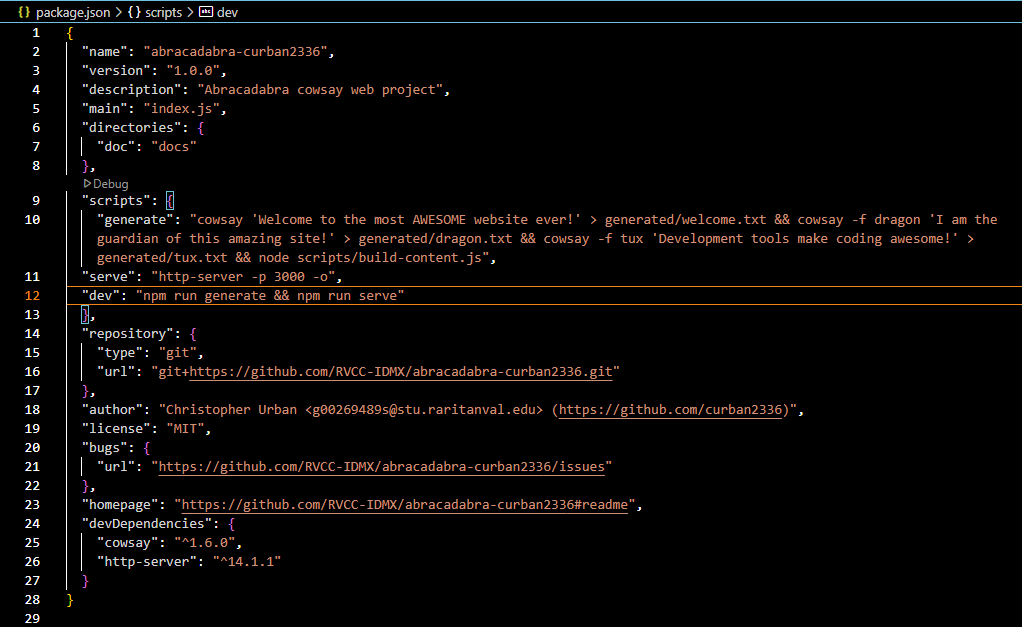 {} package.json > {} scripts > abc dev
1 {
2 "name": "abracadabra-curban2336",
3 "version": "1.0.0",
4 "description": "Abracadabra cowsay web project",
5 "main": "index.js",
6 "directories": {
7 "doc": "docs"
8 },
Debug
9 "scripts": {
10 "generate": "cowsay 'Welcome to the most AWESOME website ever!' > generated/welcome.txt && cowsay -f dragon 'I am the
guardian of this amazing site!' > generated/dragon.txt && cowsay -f tux 'Development tools make coding awesome!' >
generated/tux.txt && node scripts/build-content.js",
11 "serve": "http-server -p 3000 -o",
12 "dev": "npm run generate && npm run serve"
13 },
14 "repository": {
15 "type": "git",
16 "url": "git+https://github.com/RVCC-IDMX/abracadabra-curban2336.git"
17 },
18 "author": "Christopher Urban <g00269489s@stu.raritanval.edu> (https://github.com/curban2336)",
19 "license": "MIT",
20 "bugs": {
21 "url": "https://github.com/RVCC-IDMX/abracadabra-curban2336/issues"
22 },
23 "homepage": "https://github.com/RVCC-IDMX/abracadabra-curban2336#readme",
24 "devDependencies": {
25 "cowsay": "^1.6.0",
26 "http-server": "^14.1.1"
27 }
28 }
29